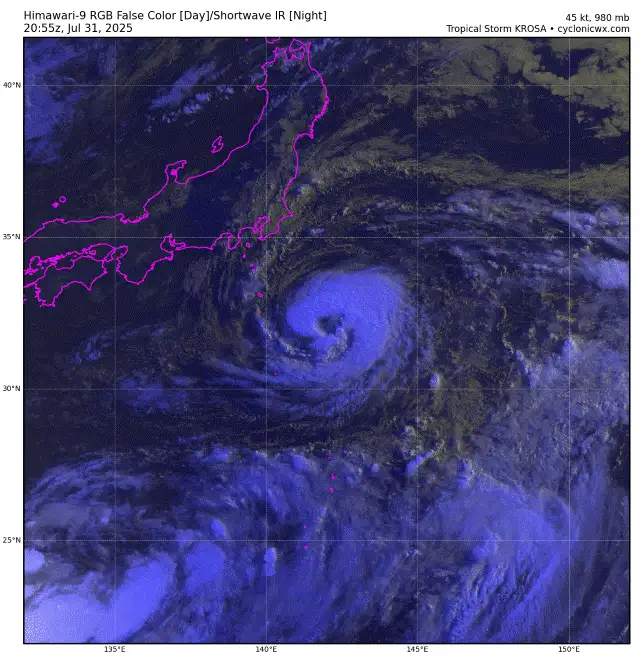 Himawari-9 RGB False Color [Day]/Shortwave IR [Night]
20:55z, Jul 31, 2025
45 kt, 980 mb
Tropical Storm KROSA • cyclonicwx.com
40°N
35°N
30°N
25°N
135°E
140°E
145°E
150°E